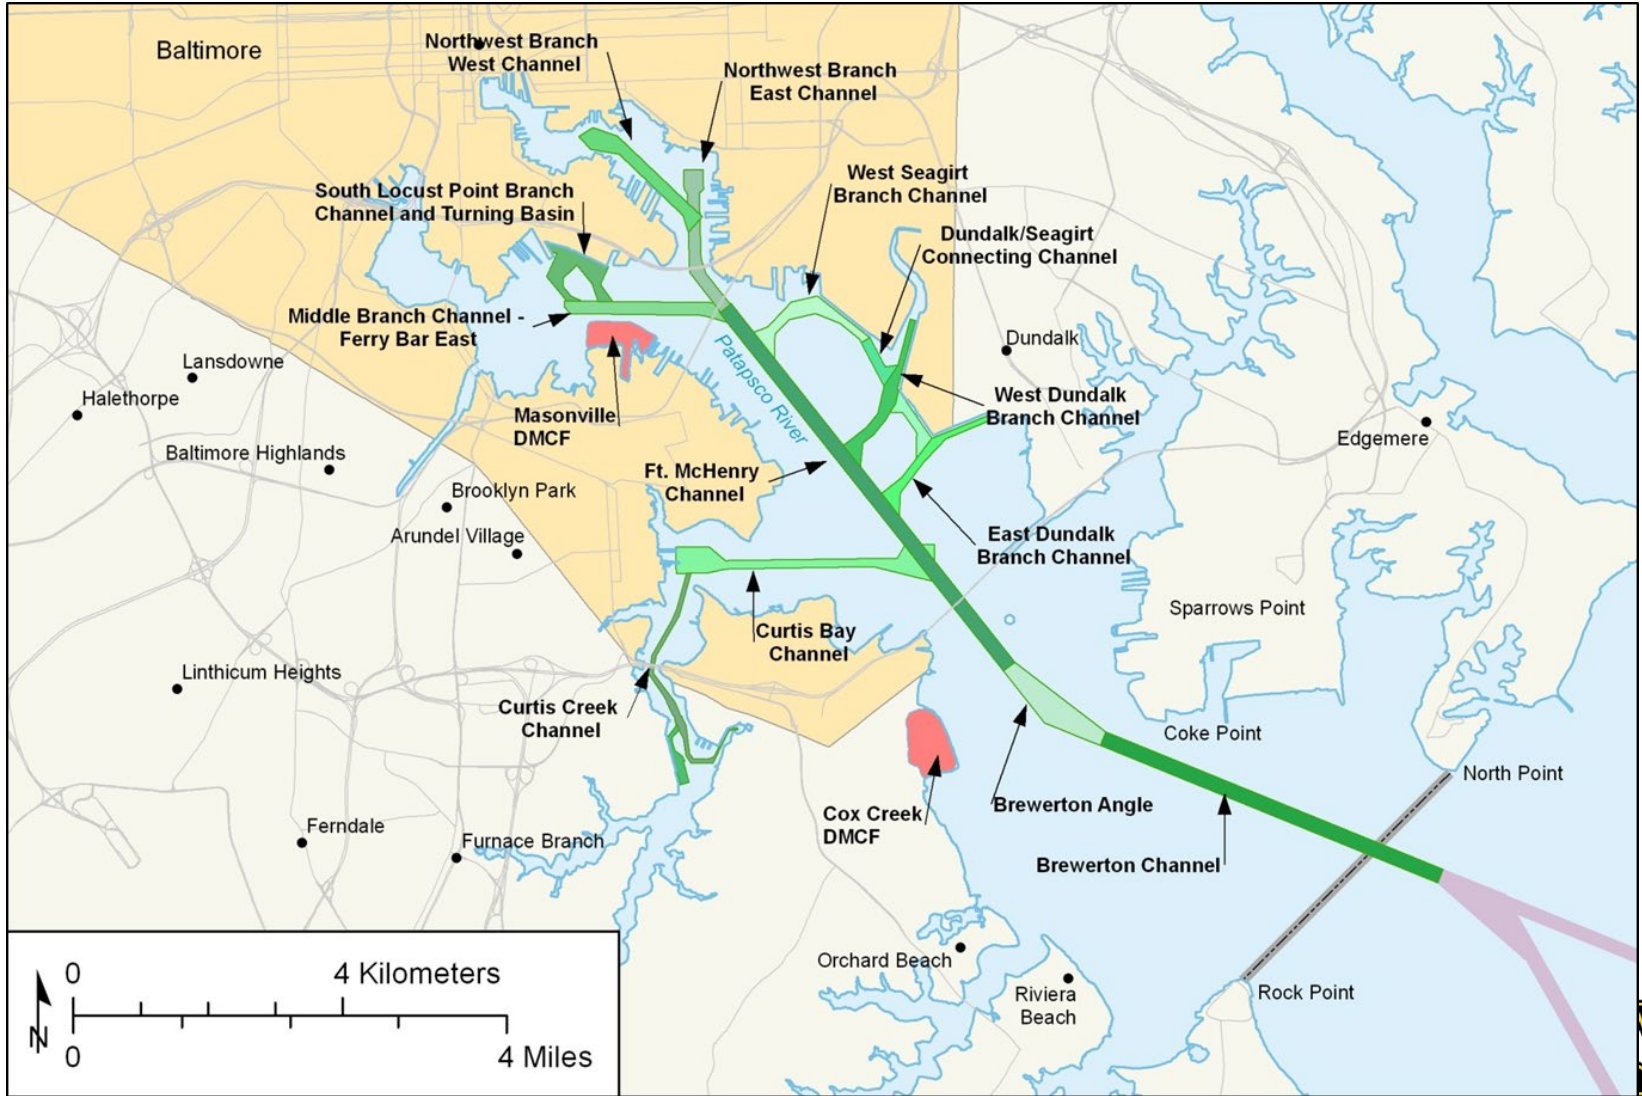 Baltimore
Northwest Branch
West Channel
Northwest Branch
East Channel
West Seagirt
Branch Channel
South Locust Point Branch
Channel and Turning Basin
Dundalk/Seagirt
Connecting Channel
Middle Branch Channel -
Ferry Bar East
Dundalk
Lansdowne
Patapsco River
Halethorpe
West Dundalk
Branch Channel
Masonville
DMCF
Edgemere
Baltimore Highlands
Ft. McHenry
Channel
Brooklyn Park
Arundel Village
East Dundalk
Branch Channel
Sparrows Point
Curtis Bay
Channel
Linthicum Heights
Curtis Creek
Channel
Coke Point
North Point
Brewerton Angle
Cox Creek
DMCF
Ferndale
Furnace Branch
Brewerton Channel
Orchard Beach
Riviera
Beach
Rock Point
0
4 Kilometers
N
0
4 Miles